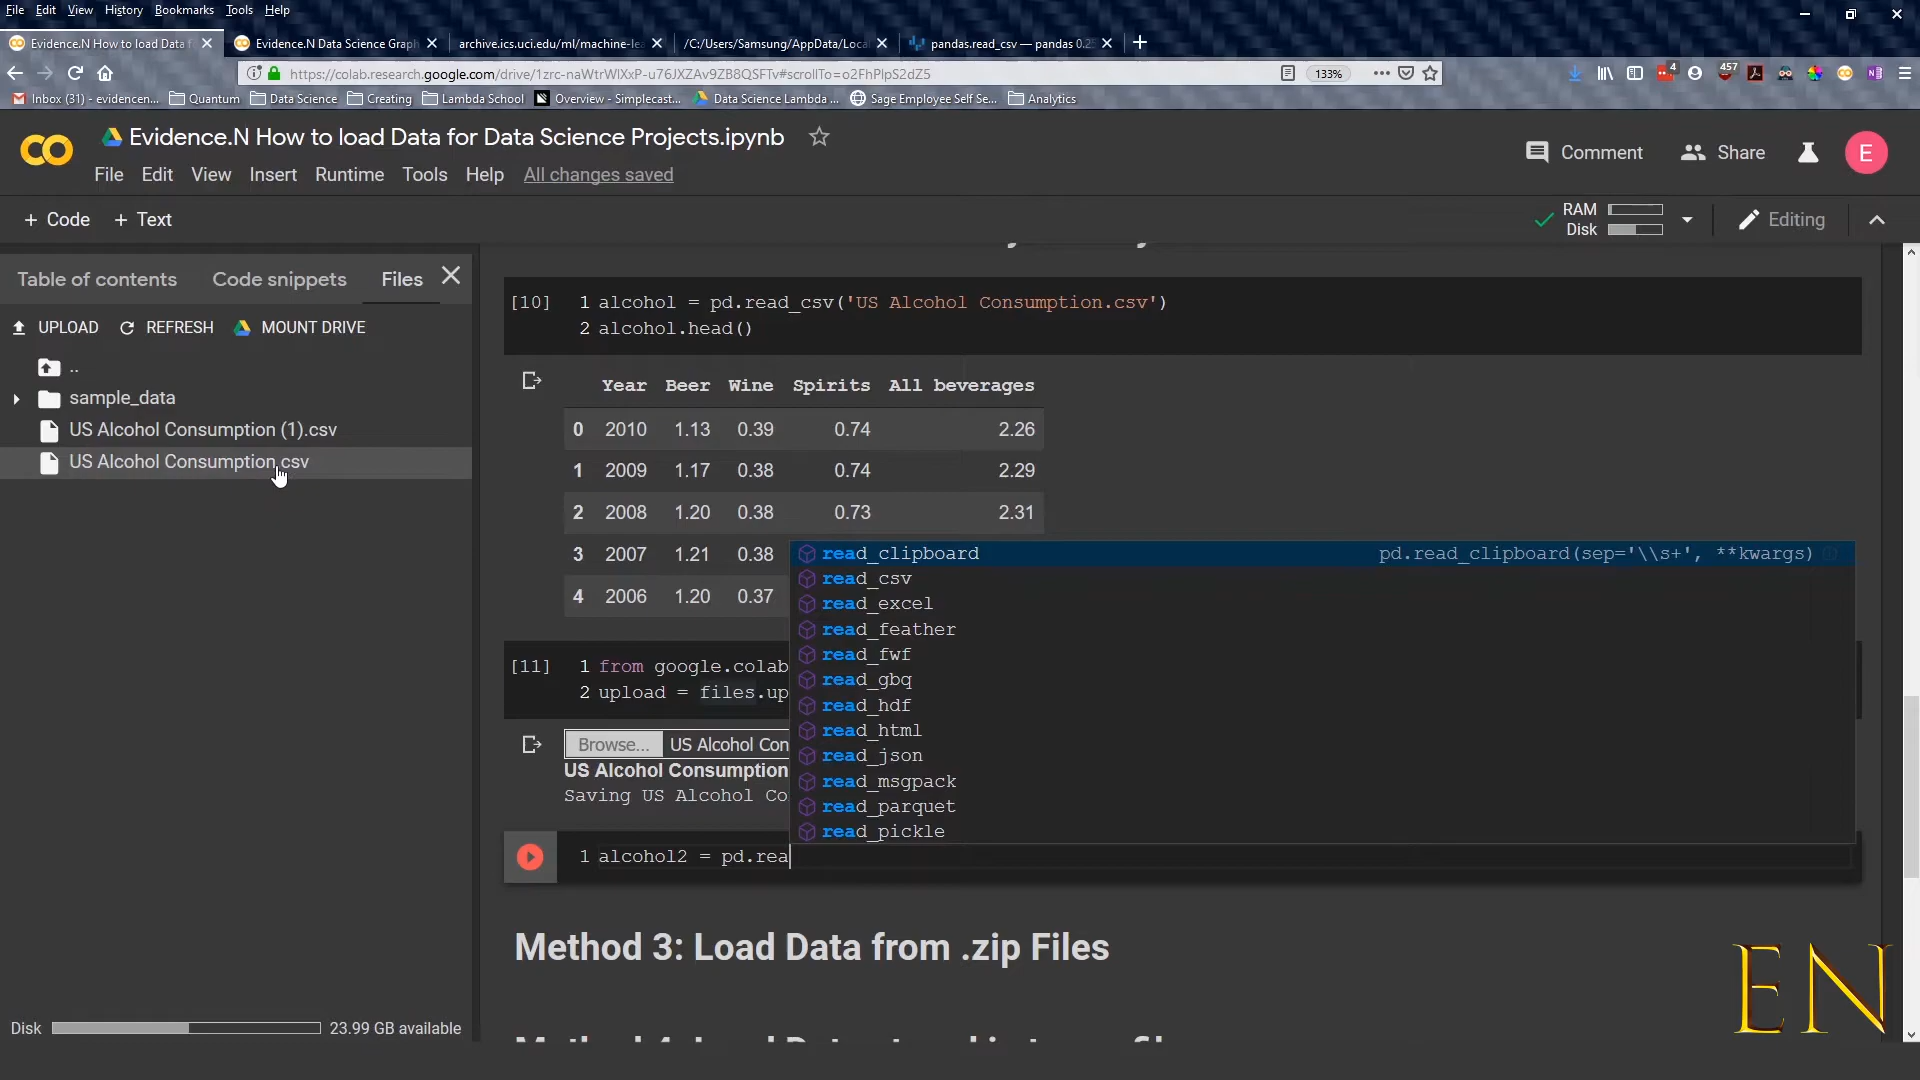 File Edit View History Bookmarks Tools Help
Evidence.N How to load Data f
Evidence.N Data Science Graph
archive.ics.uci.edu/ml/machine-lea
/C:/Users/Samsung/AppData/Loca
pandas.read_csv — pandas 0.25
https://colab.research.google.com/drive/1zrc-naWtrWlXxP-u76JXZAv9ZB8QSFTv#scrollTo=o2FhPlpS2dZ5
133%
4
457
Inbox (31) - evidencen... Quantum Data Science Creating Lambda School Overview - Simplecast... Data Science Lambda ... Sage Employee Self Se... Analytics
CO
Evidence.N How to load Data for Data Science Projects.ipynb
Comment Share E
File Edit View Insert Runtime Tools Help All changes saved
+ Code + Text
RAM
Disk
Editing
Table of contents Code snippets Files
UPLOAD REFRESH MOUNT DRIVE
..
sample_data
US Alcohol Consumption (1).csv
US Alcohol Consumption.csv
Disk 23.99 GB available
[10] 1 alcohol = pd.read_csv('US Alcohol Consumption.csv')
2 alcohol.head()
Year Beer Wine Spirits All beverages
0 2010 1.13 0.39 0.74 2.26
1 2009 1.17 0.38 0.74 2.29
2 2008 1.20 0.38 0.73 2.31
3 2007 1.21 0.38
4 2006 1.20 0.37
read_clipboard pd.read_clipboard(sep='\\s+', **kwargs)
read_csv
read_excel
read_feather
read_fwf
read_gbq
read_hdf
read_html
read_json
read_msgpack
read_parquet
read_pickle
[11] 1 from google.colab
2 upload = files.up
Browse... US Alcohol Con
US Alcohol Consumption
Saving US Alcohol Co
1 alcohol2 = pd.rea
Method 3: Load Data from .zip Files
EN